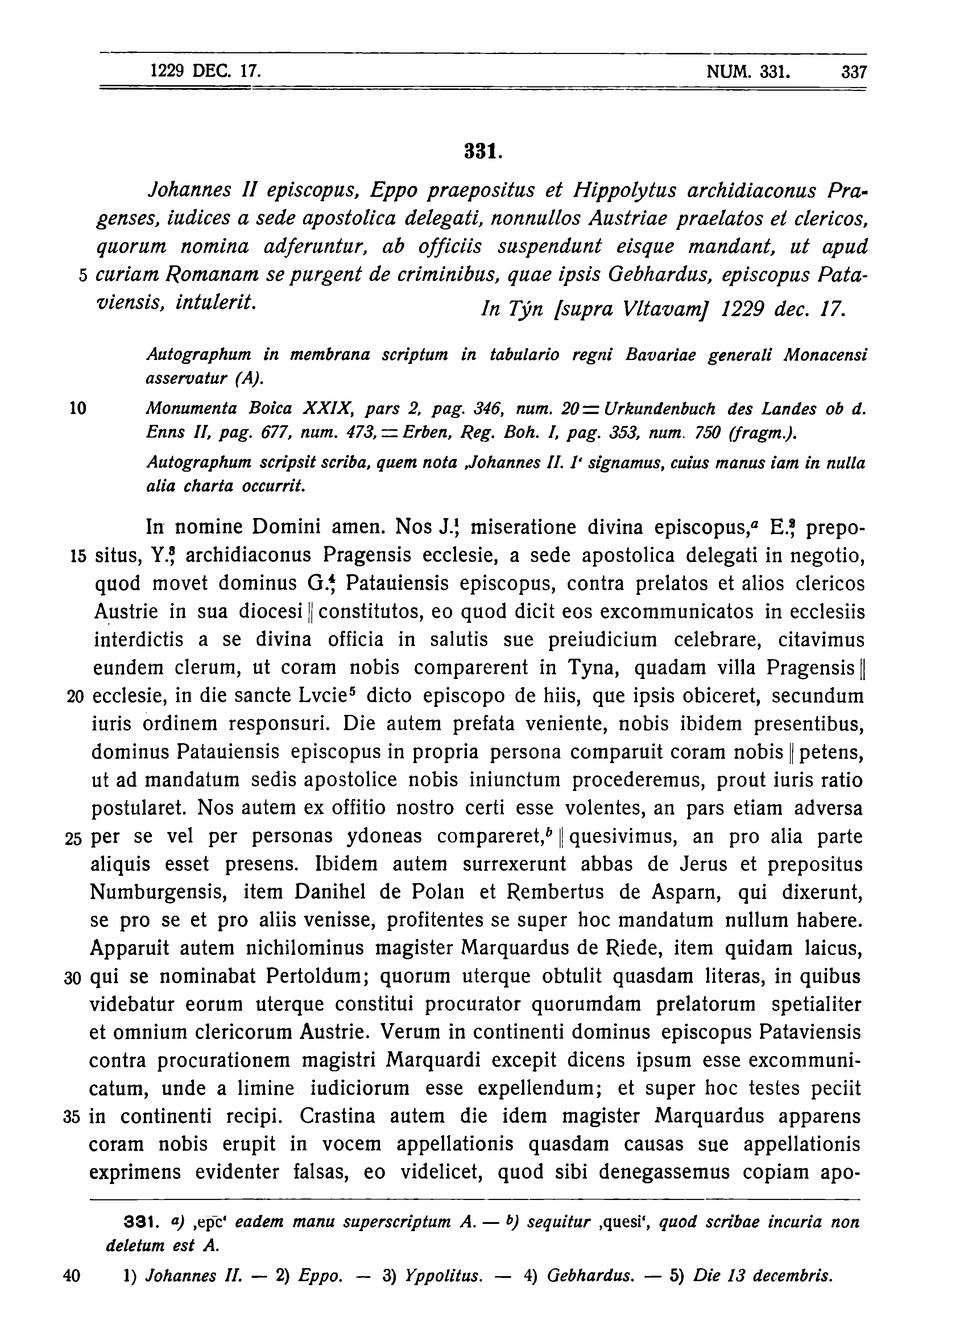 1229 DEC. 17. NUM. 331. 337
331.
Johannes II episcopus, Eppo praepositus et Hippolytus archidiaconus Pra-
genses, iudices a sede apostolica delegati, nonnullos Austriae praelatos et clericos,
quorum nomina adferuntur, ab officiis suspendunt eisque mandant, ut apud
5 curiam Romanam se purgent de criminibus, quae ipsis Gebhardus, episcopus Pata-
viensis, intulerit. In Týn [supra Vltavam] 1229 dec. 17.
Autographum in membrana scriptum in tabulario regni Bavariae generali Monacensi
asservatur (A).
10 Monumenta Boica XXIX, pars 2, pag. 346, num. 20 = Urkundenbuch des Landes ob d.
Enns II, pag. 677, num. 473, = Erben, Reg. Boh. I, pag. 353, num. 750 (fragm.).
Autographum scripsit scriba, quem nota ‚Johannes II. 1‘ signamus, cuius manus iam in nulla
alia charta occurrit.
In nomine Domini amen. Nos J.,¹ miseratione divina episcopus,ᵃ E.,² prepo-
15 situs, Y.,³ archidiaconus Pragensis ecclesie, a sede apostolica delegati in negotio,
quod movet dominus G.,⁴ Patauiensis episcopus, contra prelatos et alios clericos
Austrie in sua diocesi || constitutos, eo quod dicit eos excommunicatos in ecclesiis
interdictis a se divina officia in salutis sue preiudicium celebrare, citavimus
eundem clerum, ut coram nobis comparerent in Tyna, quadam villa Pragensis ||
20 ecclesie, in die sancte Lvcie⁵ dicto episcopo de hiis, que ipsis obiceret, secundum
iuris ordinem responsuri. Die autem prefata veniente, nobis ibidem presentibus,
dominus Patauiensis episcopus in propria persona comparuit coram nobis || petens,
ut ad mandatum sedis apostolice nobis iniunctum procederemus, prout iuris ratio
postularet. Nos autem ex offitio nostro certi esse volentes, an pars etiam adversa
25 per se vel per personas ydoneas compareret,ᵇ || quesivimus, an pro alia parte
aliquis esset presens. Ibidem autem surrexerunt abbas de Jerus et prepositus
Numburgensis, item Danihel de Polan et Rembertus de Asparn, qui dixerunt,
se pro se et pro aliis venisse, profitentes se super hoc mandatum nullum habere.
Apparuit autem nichilominus magister Marquardus de Riede, item quidam laicus,
30 qui se nominabat Pertoldum; quorum uterque obtulit quasdam literas, in quibus
videbatur eorum uterque constitui procurator quorumdam prelatorum spetialiter
et omnium clericorum Austrie. Verum in continenti dominus episcopus Pataviensis
contra procurationem magistri Marquardi excepit dicens ipsum esse excommuni-
catum, unde a limine iudiciorum esse expellendum; et super hoc testes peciit
35 in continenti recipi. Crastina autem die idem magister Marquardus apparens
coram nobis erupit in vocem appellationis quasdam causas sue appellationis
exprimens evidenter falsas, eo videlicet, quod sibi denegassemus copiam apo-
331. a) ‚ep̄c‘ eadem manu superscriptum A. — b) sequitur ‚quesi‘, quod scribae incuria non
deletum est A.
40 1) Johannes II. — 2) Eppo. — 3) Yppolitus. — 4) Gebhardus. — 5) Die 13 decembris.